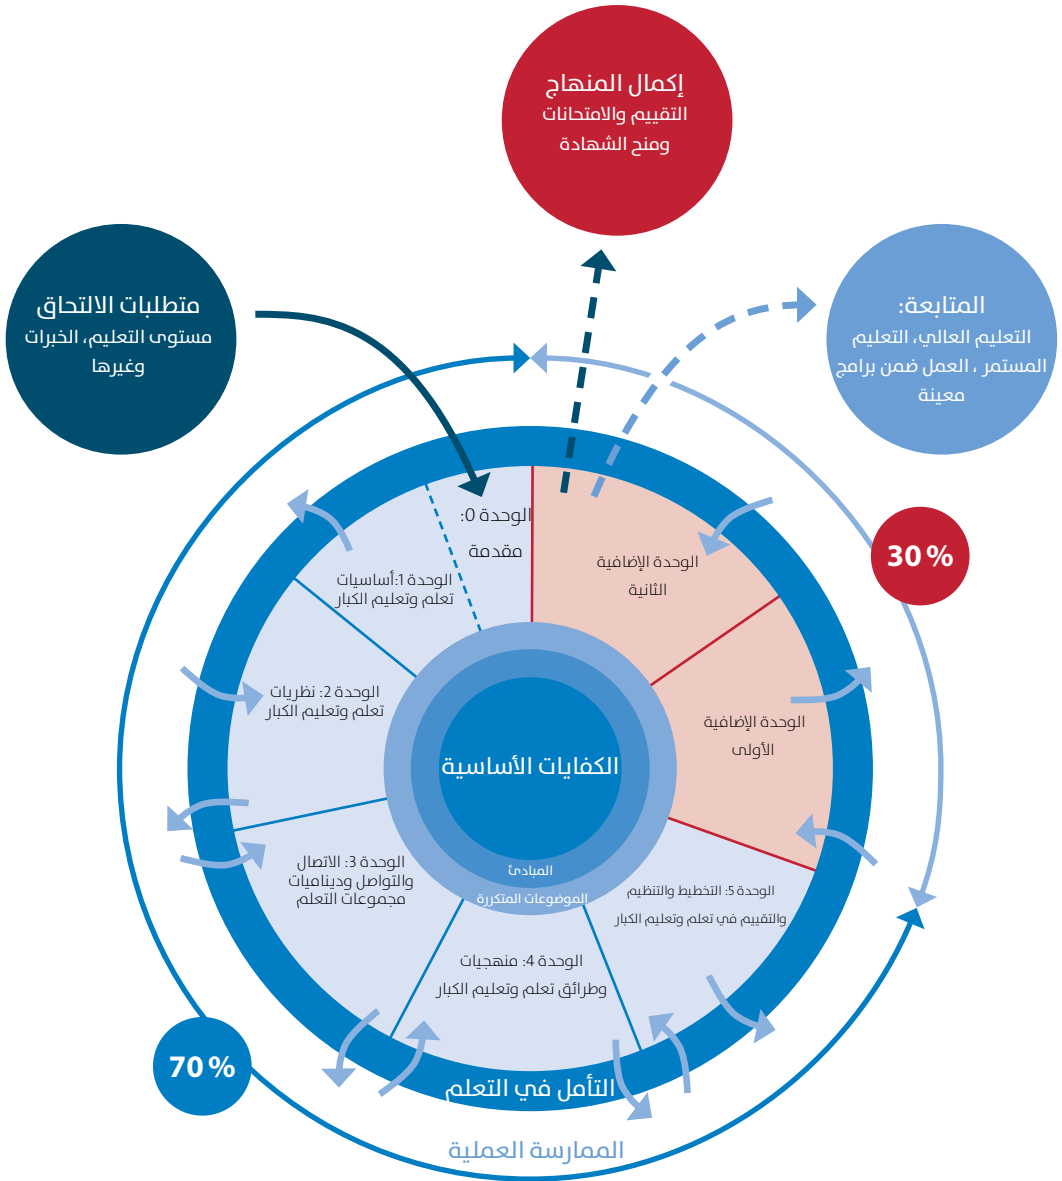 إكمال المنهاج
التقييم والامتحانات
ومنح الشهادة
متطلبات الالتحاق
مستوى التعليم، الخبرات
وغيرها
المتابعة:
التعليم العالي، التعليم
المستمر ، العمل ضمن برامج
معينة
30 %
70 %
الوحدة 0:
مقدمة
الوحدة 1:أساسيات
تعلم وتعليم الكبار
الوحدة 2: نظريات
تعلم وتعليم الكبار
الوحدة 3: الاتصال
والتواصل وديناميات
مجموعات التعلم
الوحدة 4: منهجيات
وطرائق تعلم وتعليم الكبار
الوحدة 5: التخطيط والتنظيم
والتقييم في تعلم وتعليم الكبار
الوحدة الإضافية
الأولى
الوحدة الإضافية
الثانية
الكفايات الأساسية
المبادئ
الموضوعات المتكررة
التأمل في التعلم
الممارسة العملية